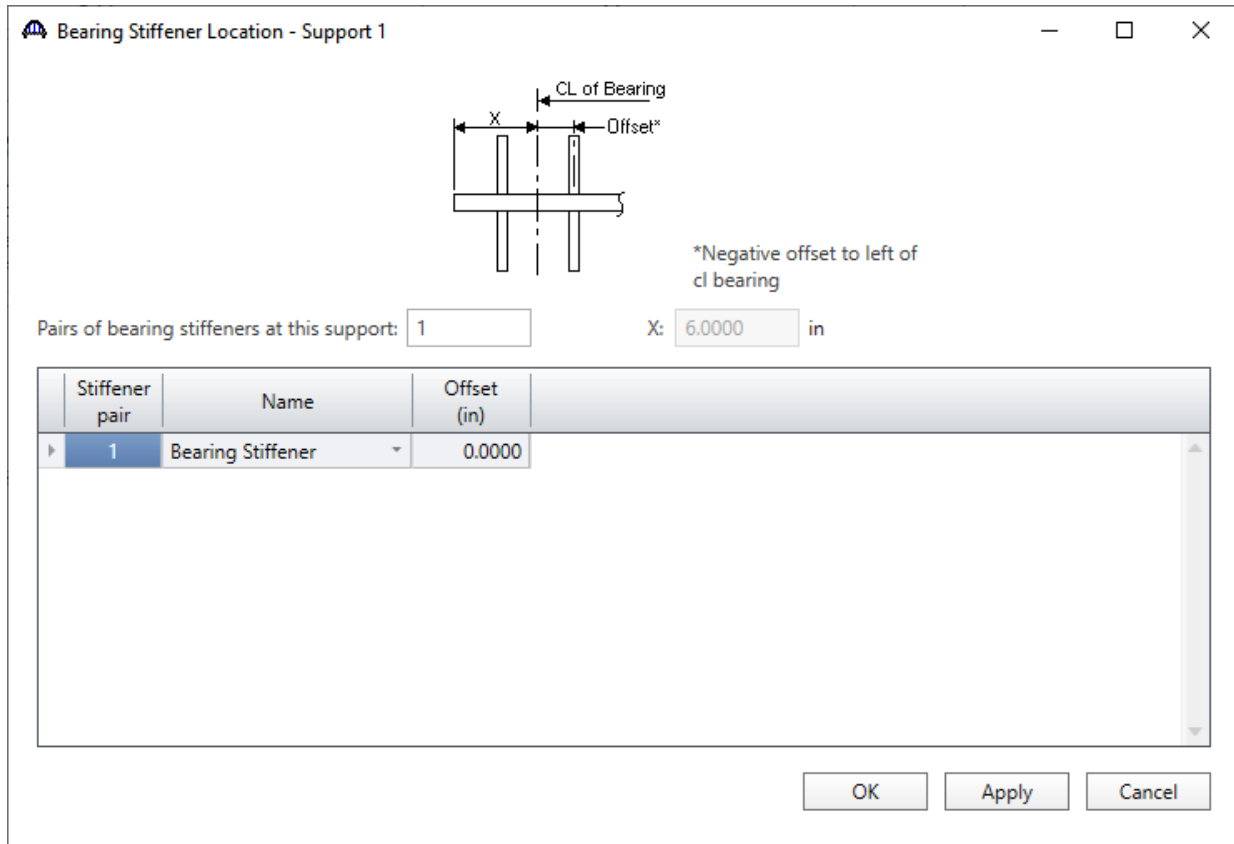 Bearing Stiffener Location - Support 1
CL of Bearing
X
Offset*
*Negative offset to left of
cl bearing
Pairs of bearing stiffeners at this support: 1 X: 6.0000 in
Stiffener
pair
Name
Offset
(in)
1 Bearing Stiffener 0.0000
OK Apply Cancel